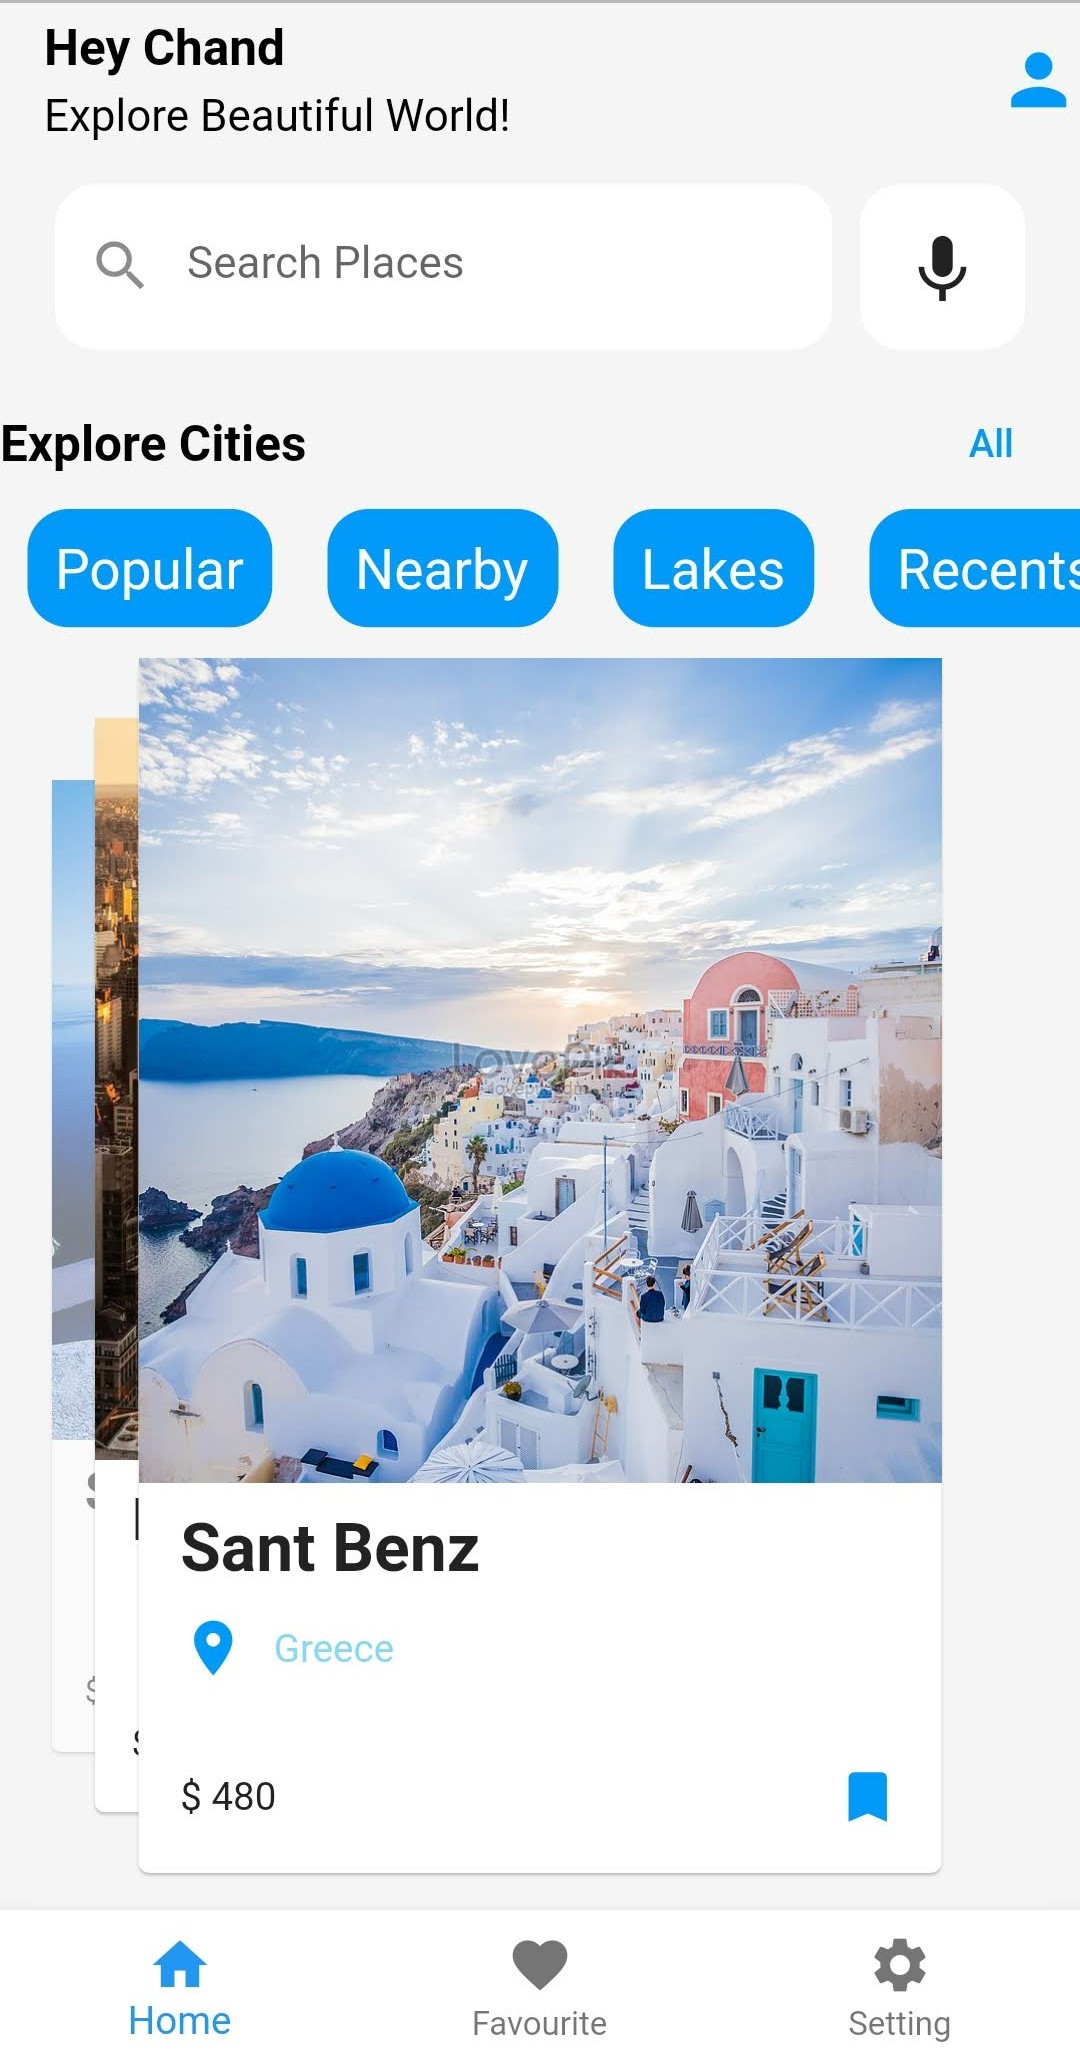 Hey Chand
Explore Beautiful World!
Search Places
Explore Cities
All
Popular
Nearby
Lakes
Recents
Sant Benz
Greece
$ 480
Home
Favourite
Setting